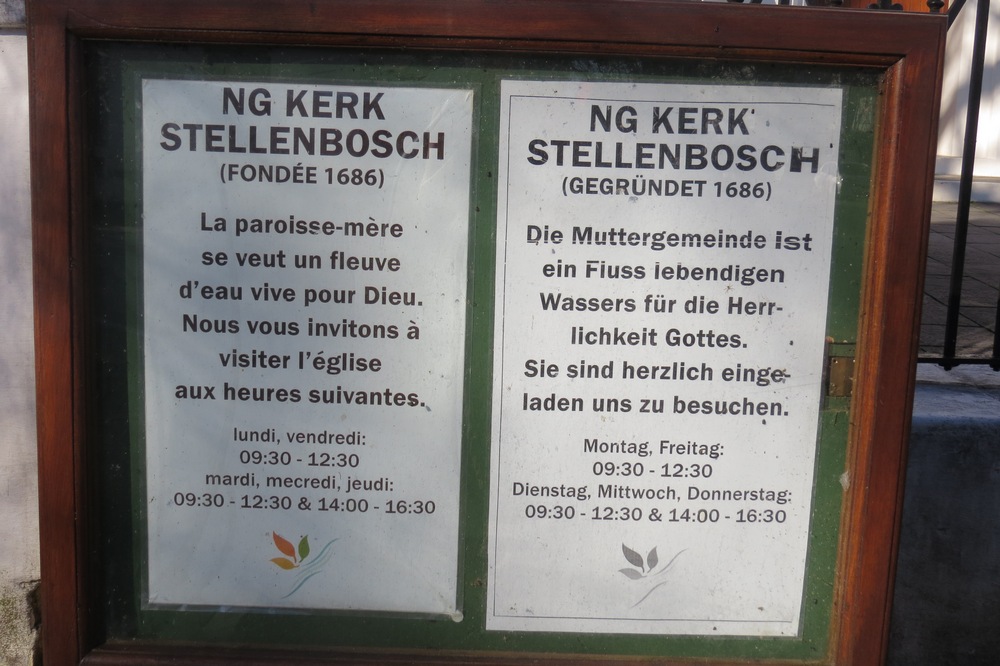 NG KERK
STELLENBOSCH
(FONDÉE 1686)
La paroisse-mère
se veut un fleuve
d'eau vive pour Dieu.
Nous vous invitons à
visiter l'église
aux heures suivantes.
lundi, vendredi:
09:30 - 12:30
mardi, mecredi, jeudi:
09:30 - 12:30 & 14:00 - 16:30
NG KERK
STELLENBOSCH
(GEGRÜNDET 1686)
Die Muttergemeinde ist
ein Fluss lebendigen
Wassers für die Herr-
lichkeit Gottes.
Sie sind herzlich einge-
laden uns zu besuchen.
Montag, Freitag:
09:30 - 12:30
Dienstag, Mittwoch, Donnerstag:
09:30 - 12:30 & 14:00 - 16:30